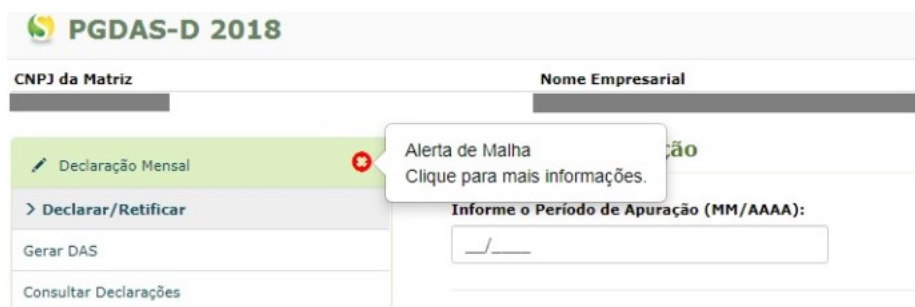 PGDAS-D 2018
CNPJ da Matriz
Nome Empresarial
Declaração Mensal
Alerta de Malha
Clique para mais informações.
ção
> Declarar/Retificar
Informe o Período de Apuração (MM/AAAA):
__/____
Gerar DAS
Consultar Declarações